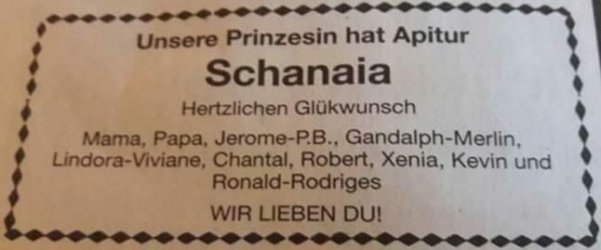 Unsere Prinzesin hat Apitur
Schanaia
Hertzlichen Glükwunsch
Mama, Papa, Jerome-P.B., Gandalph-Merlin,
Lindora-Viviane, Chantal, Robert, Xenia, Kevin und
Ronald-Rodriges
WIR LIEBEN DU!